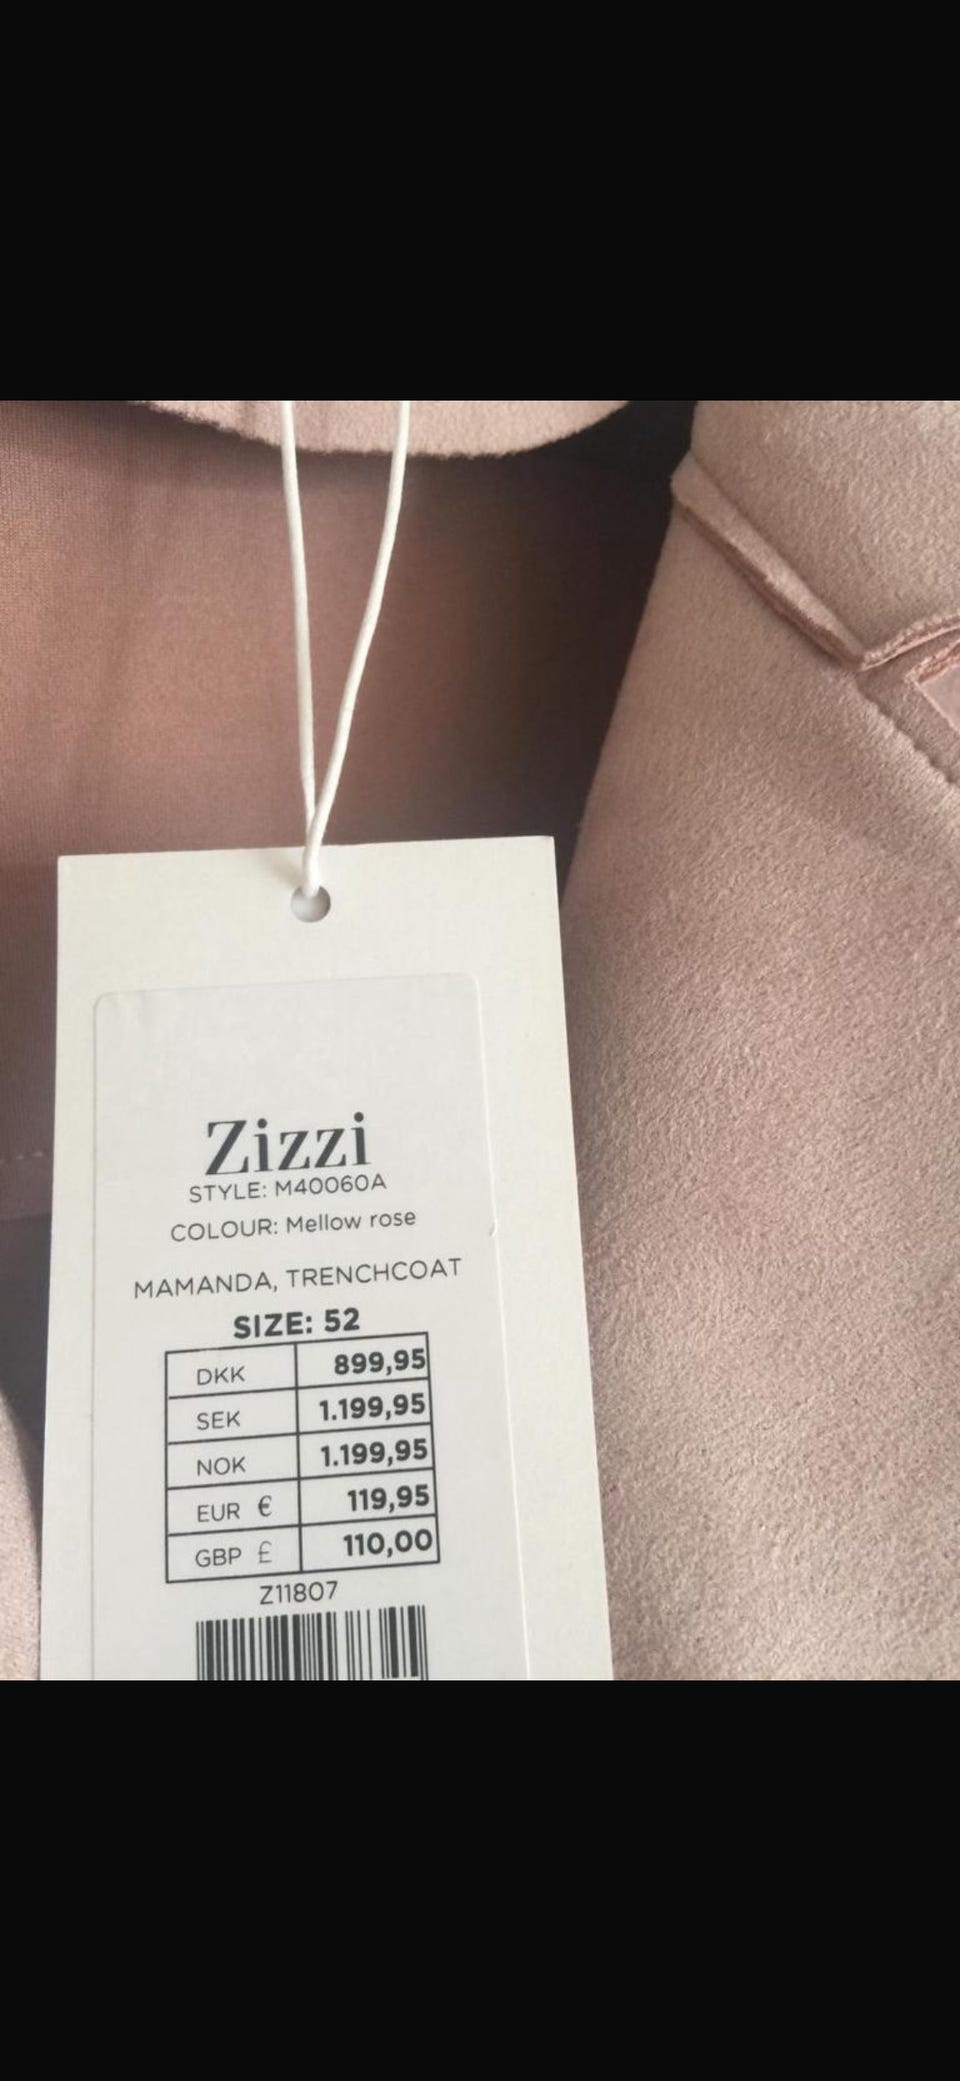 Zizzi
STYLE: M40060A
COLOUR: Mellow rose
MAMANDA, TRENCHCOAT
SIZE: 52
DKK 899,95
SEK 1.199,95
NOK 1.199,95
EUR € 119,95
GBP £ 110,00
Z11807